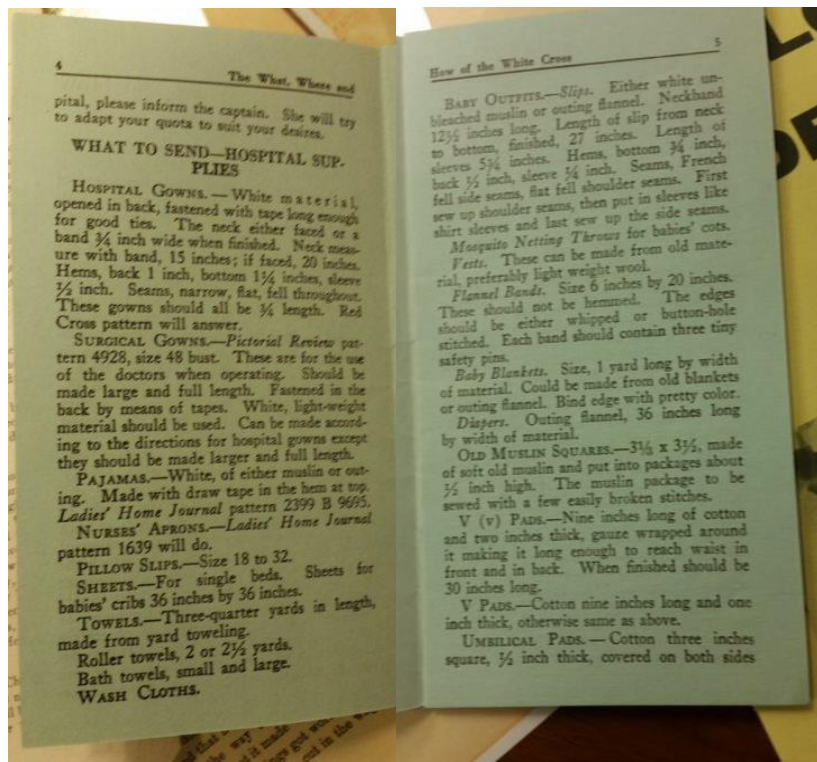 4
The What, Where and
pital, please inform the captain. She will try
to adapt your quota to suit your desires.
WHAT TO SEND—HOSPITAL SUP-
PLIES
HOSPITAL GOWNS. — White material,
opened in back, fastened with tape long enough
for good ties. The neck either faced or a
band ¾ inch wide when finished. Neck meas-
ure with band, 15 inches; if faced, 20 inches.
Hems, back 1 inch, bottom 1¼ inches, sleeve
½ inch. Seams, narrow, flat, fell throughout.
These gowns should all be ¾ length. Red
Cross pattern will answer.
SURGICAL GOWNS.—Pictorial Review pat-
tern 4928, size 48 bust. These are for the use
of the doctors when operating. Should be
made large and full length. Fastened in the
back by means of tapes. White, light-weight
material should be used. Can be made accord-
ing to the directions for hospital gowns except
they should be made larger and full length.
PAJAMAS.—White, of either muslin or out-
ing. Made with draw tape in the hem at top.
Ladies' Home Journal pattern 2399 B 9695.
NURSES' APRONS.—Ladies' Home Journal
pattern 1639 will do.
PILLOW SLIPS.—Size 18 to 32.
SHEETS.—For single beds. Sheets for
babies' cribs 36 inches by 36 inches.
TOWELS.—Three-quarter yards in length,
made from yard toweling.
Roller towels, 2 or 2½ yards.
Bath towels, small and large.
WASH CLOTHS.
5
How of the White Cross
BABY OUTFITS.—Slips. Either white un-
bleached muslin or outing flannel. Neckband
12½ inches long. Length of slip from neck
to bottom, finished, 27 inches. Length of
sleeves 5¾ inches. Hems, bottom ¾ inch,
back ½ inch, sleeve ¼ inch. Seams, French
fell side seams, flat fell shoulder seams. First
sew up shoulder seams, then put in sleeves like
shirt sleeves and last sew up the side seams.
Mosquito Netting Throws for babies' cots.
Vests. These can be made from old mate-
rial, preferably light weight wool.
Flannel Bands. Size 6 inches by 20 inches.
These should not be hemmed. The edges
should be either whipped or button-hole
stitched. Each band should contain three tiny
safety pins.
Baby Blankets. Size, 1 yard long by width
of material. Could be made from old blankets
or outing flannel. Bind edge with pretty color.
Diapers. Outing flannel, 36 inches long
by width of material.
OLD MUSLIN SQUARES.—3½ x 3½, made
of soft old muslin and put into packages about
½ inch high. The muslin package to be
sewed with a few easily broken stitches.
V (v) PADS.—Nine inches long of cotton
and two inches thick, gauze wrapped around
it making it long enough to reach waist in
front and in back. When finished should be
30 inches long.
V PADS.—Cotton nine inches long and one
inch thick, otherwise same as above.
UMBILICAL PADS. — Cotton three inches
square, ½ inch thick, covered on both sides